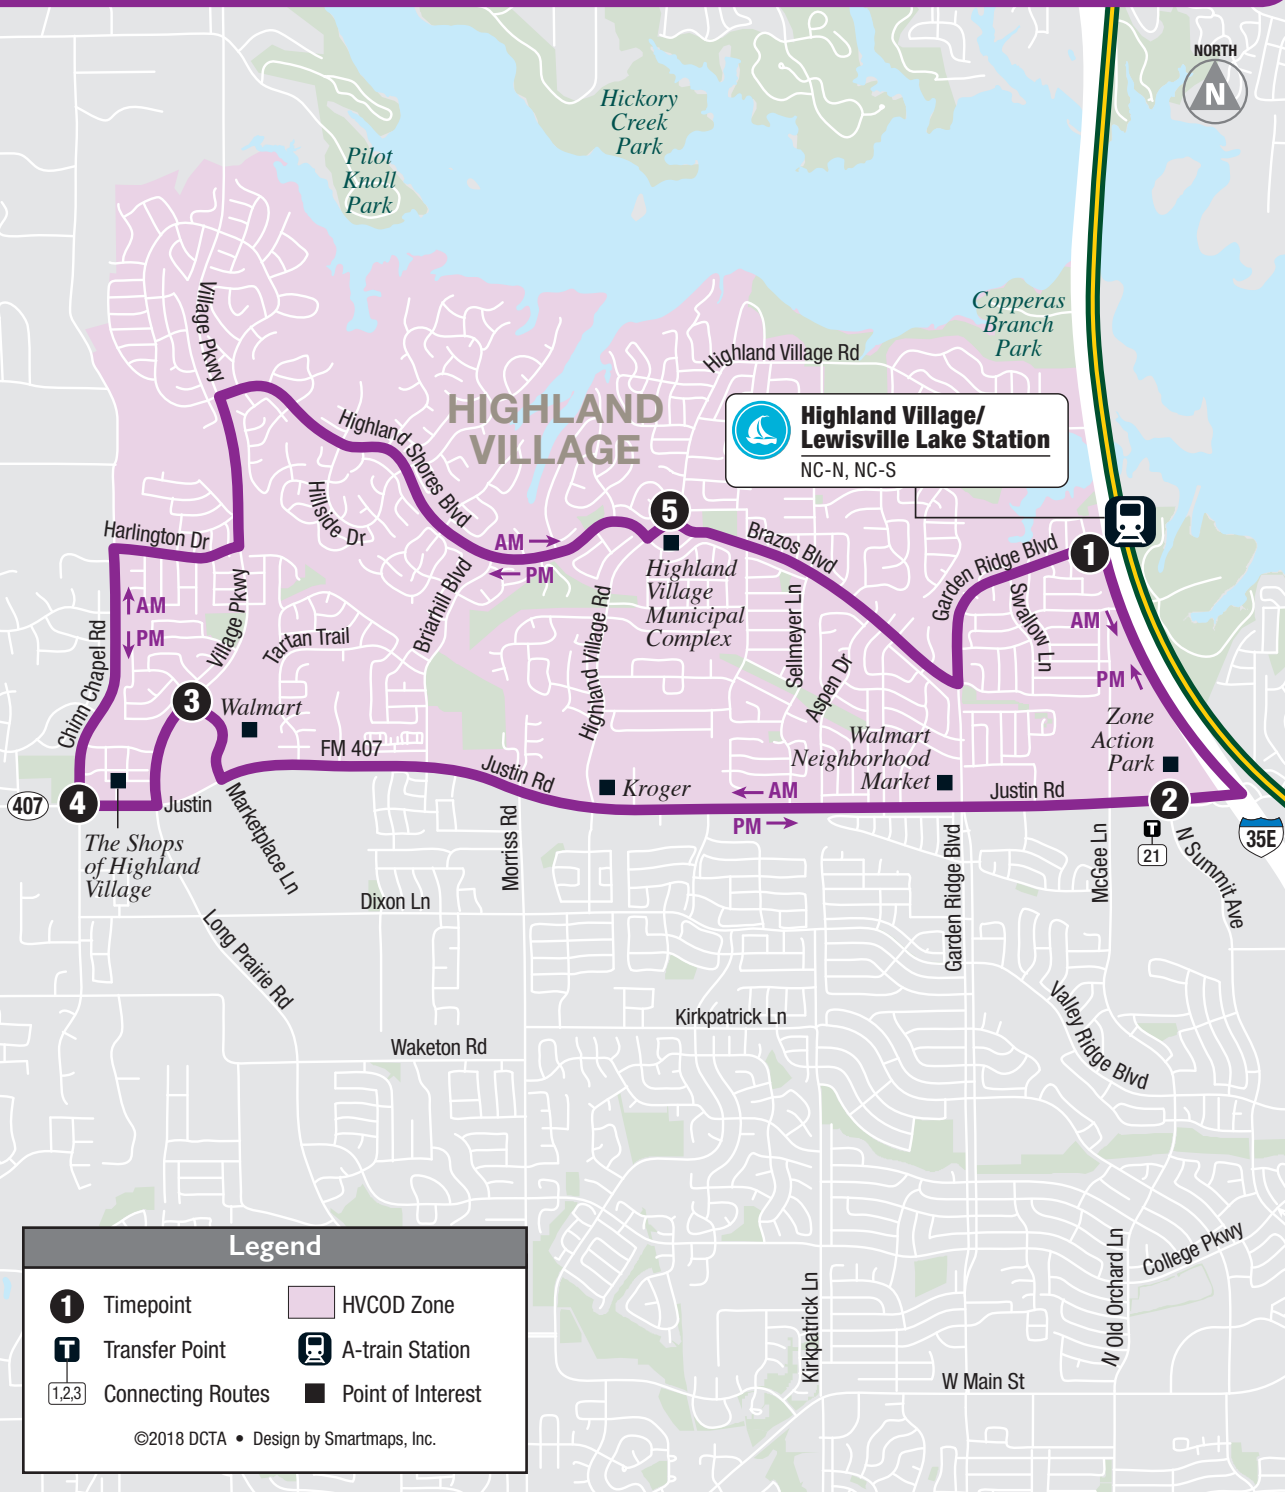 NORTH
N
Hickory
Creek
Park
Pilot
Knoll
Park
Copperas
Branch
Park
Village Pkwy
Highland Village Rd
HIGHLAND
VILLAGE
Highland Village/
Lewisville Lake Station
NC-N, NC-S
Highland Shores Blvd
Hillside Dr
Harlington Dr
5
Brazos Blvd
Garden Ridge Blvd
1
AM
PM
Highland
Village
Municipal
Complex
Briarhill Blvd
Highland Village Rd
Sellmeyer Ln
Swallow Ln
Aspen Dr
AM
PM
AM
PM
Chinn Chapel Rd
Village Pkwy
Tartan Trail
3
Walmart
FM 407
Justin Rd
Kroger
Walmart
Neighborhood
Market
Zone
Action
Park
AM
PM
Justin Rd
2
T
21
35E
407
4
Justin
The Shops
of Highland
Village
Marketplace Ln
Morriss Rd
Garden Ridge Blvd
McGee Ln
N Summit Ave
Dixon Ln
Long Prairie Rd
Kirkpatrick Ln
Valley Ridge Blvd
Waketon Rd
Kirkpatrick Ln
N Old Orchard Ln
College Pkwy
W Main St
Legend
1 Timepoint
HVCOD Zone
T Transfer Point
A-train Station
1,2,3 Connecting Routes
Point of Interest
©2018 DCTA • Design by Smartmaps, Inc.